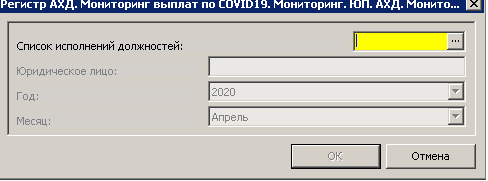 Регистр АХД. Мониторинг выплат по COVID19. Мониторинг. ЮП. АХД. Монито...
Список исполнений должностей:
Юридическое лицо:
Год: 2020
Месяц: Апрель
OK Отмена